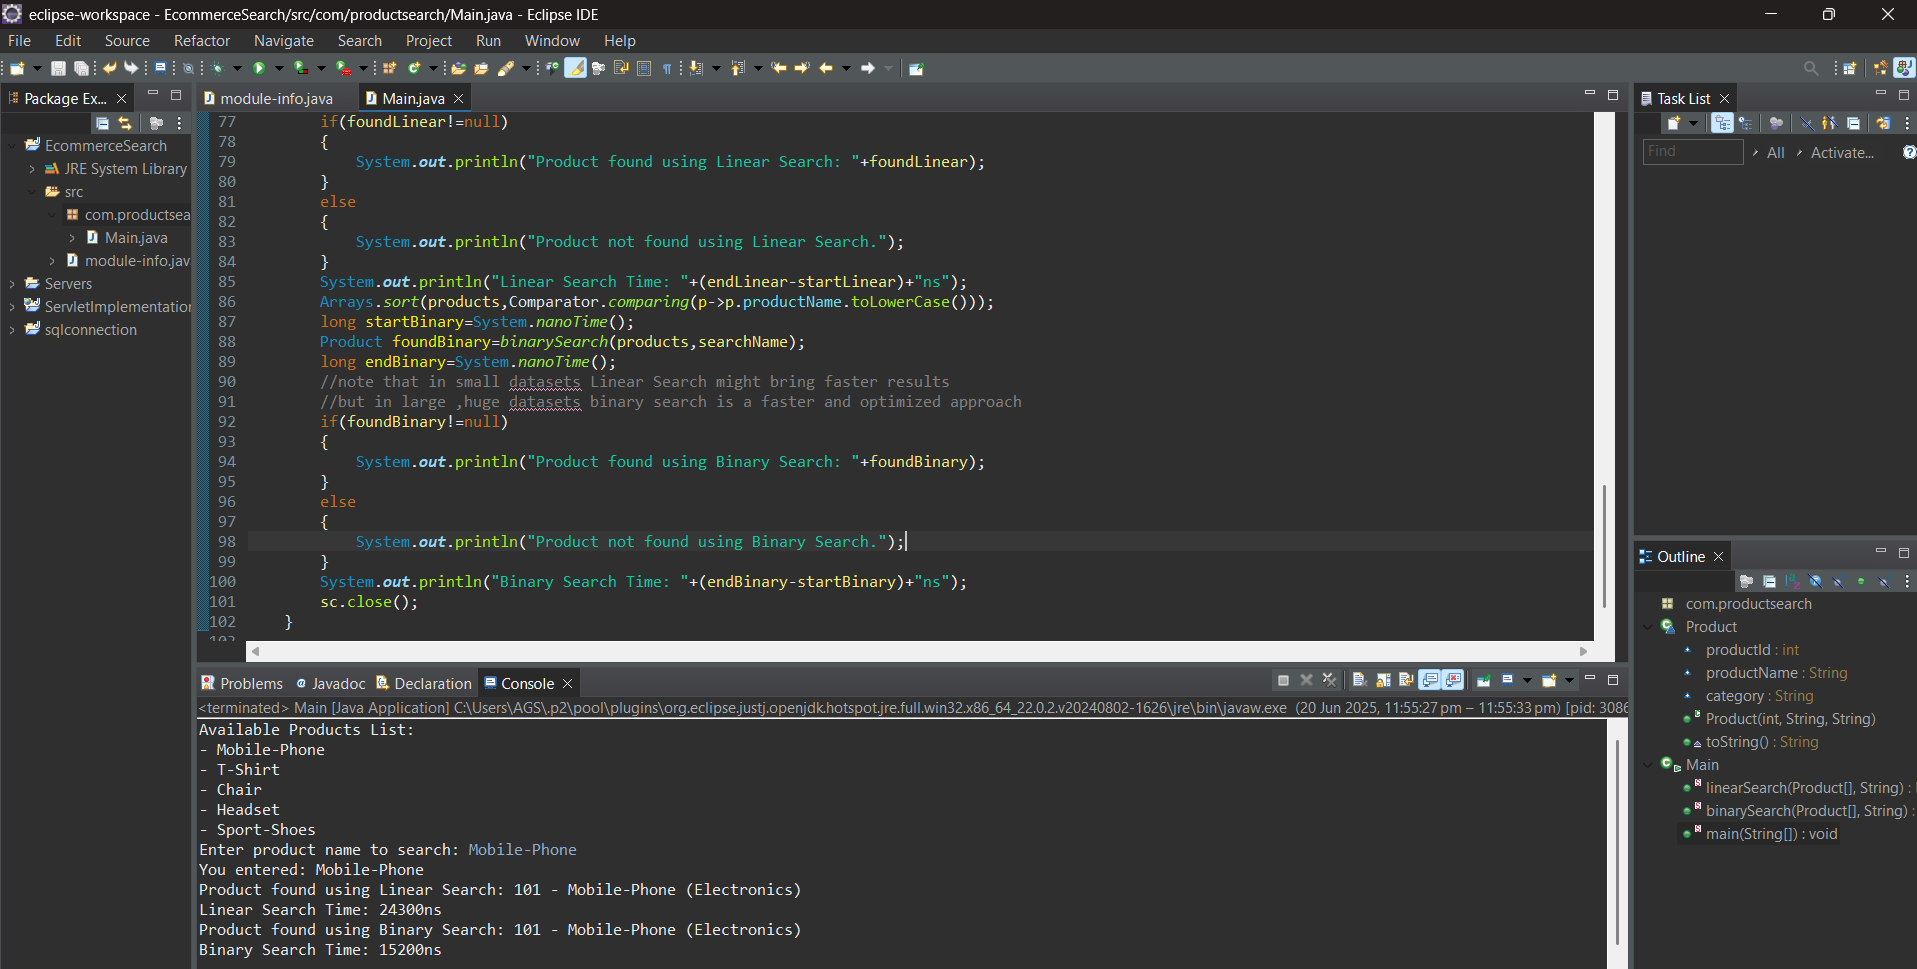 eclipse-workspace - EcommerceSearch/src/com/productsearch/Main.java - Eclipse IDE
File Edit Source Refactor Navigate Search Project Run Window Help
Package Ex...
EcommerceSearch
JRE System Library
src
com.productsea
Main.java
module-info.jav
Servers
ServletImplementation
sqlconnection
module-info.java
Main.java
77 if(foundLinear!=null)
78 {
79 System.out.println("Product found using Linear Search: "+foundLinear);
80 }
81 else
82 {
83 System.out.println("Product not found using Linear Search.");
84 }
85 System.out.println("Linear Search Time: "+(endLinear-startLinear)+"ns");
86 Arrays.sort(products,Comparator.comparing(p->p.productName.toLowerCase()));
87 long startBinary=System.nanoTime();
88 Product foundBinary=binarySearch(products,searchName);
89 long endBinary=System.nanoTime();
90 //note that in small datasets Linear Search might bring faster results
91 //but in large ,huge datasets binary search is a faster and optimized approach
92 if(foundBinary!=null)
93 {
94 System.out.println("Product found using Binary Search: "+foundBinary);
95 }
96 else
97 {
98 System.out.println("Product not found using Binary Search.");
99 }
100 System.out.println("Binary Search Time: "+(endBinary-startBinary)+"ns");
101 sc.close();
102 }
Problems Javadoc Declaration Console
<terminated> Main [Java Application] C:\Users\AGS\.p2\pool\plugins\org.eclipse.justj.openjdk.hotspot.jre.full.win32.x86_64_22.0.2.v20240802-1626\jre\bin\javaw.exe (20 Jun 2025, 11:55:27 pm – 11:55:33 pm) [pid: 3086
Available Products List:
- Mobile-Phone
- T-Shirt
- Chair
- Headset
- Sport-Shoes
Enter product name to search: Mobile-Phone
You entered: Mobile-Phone
Product found using Linear Search: 101 - Mobile-Phone (Electronics)
Linear Search Time: 24300ns
Product found using Binary Search: 101 - Mobile-Phone (Electronics)
Binary Search Time: 15200ns
Task List
Find All Activate...
Outline
com.productsearch
Product
productId : int
productName : String
category : String
Product(int, String, String)
toString() : String
Main
linearSearch(Product[], String) :
binarySearch(Product[], String) :
main(String[]) : void